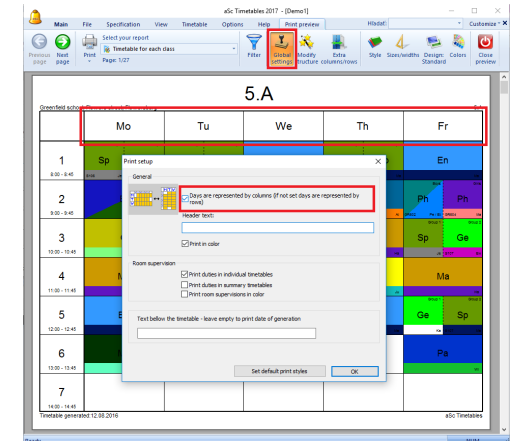 aSc Timetables 2017 - [Demo1]
Main File Specification View Timetable Options Help Print preview Hladať: Customize
Previous page
Next page
Print
Select your report
Timetable for each class
Page: 1/27
Filter
Global settings
Modify structure
Extra columns/rows
Style
Sizes/widths
Design: Standard
Colors
Close preview
5.A
Greenfield school
Mo Tu We Th Fr
1
8:00 - 8:45
Sp
En
2
9:00 - 9:45
Ph Ph
3
10:00 - 10:45
Sp Ge
4
11:00 - 11:45
Ma
5
12:00 - 12:45
Ge Sp
6
13:00 - 13:45
Pa
7
14:00 - 14:45
Print setup
General
Days are represented by columns (if not set days are represented by rows)
Header text:
Print in color
Room supervision
Print duties in individual timetables
Print duties in summary timetables
Print room supervisions in color
Text below the timetable - leave empty to print date of generation
Set default print styles OK
Timetable generated:12.08.2016 aSc Timetables
Ready NUM